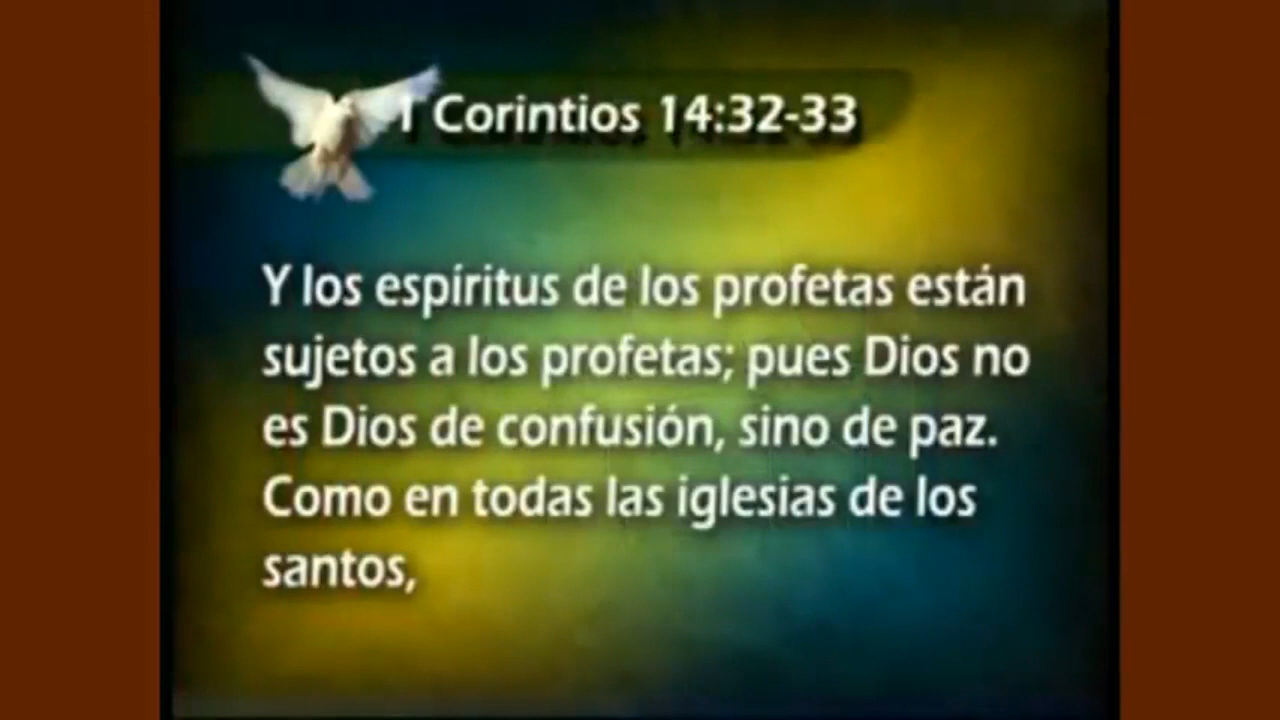 1 Corintios 14:32-33
Y los espíritus de los profetas están
sujetos a los profetas; pues Dios no
es Dios de confusión, sino de paz.
Como en todas las iglesias de los
santos,